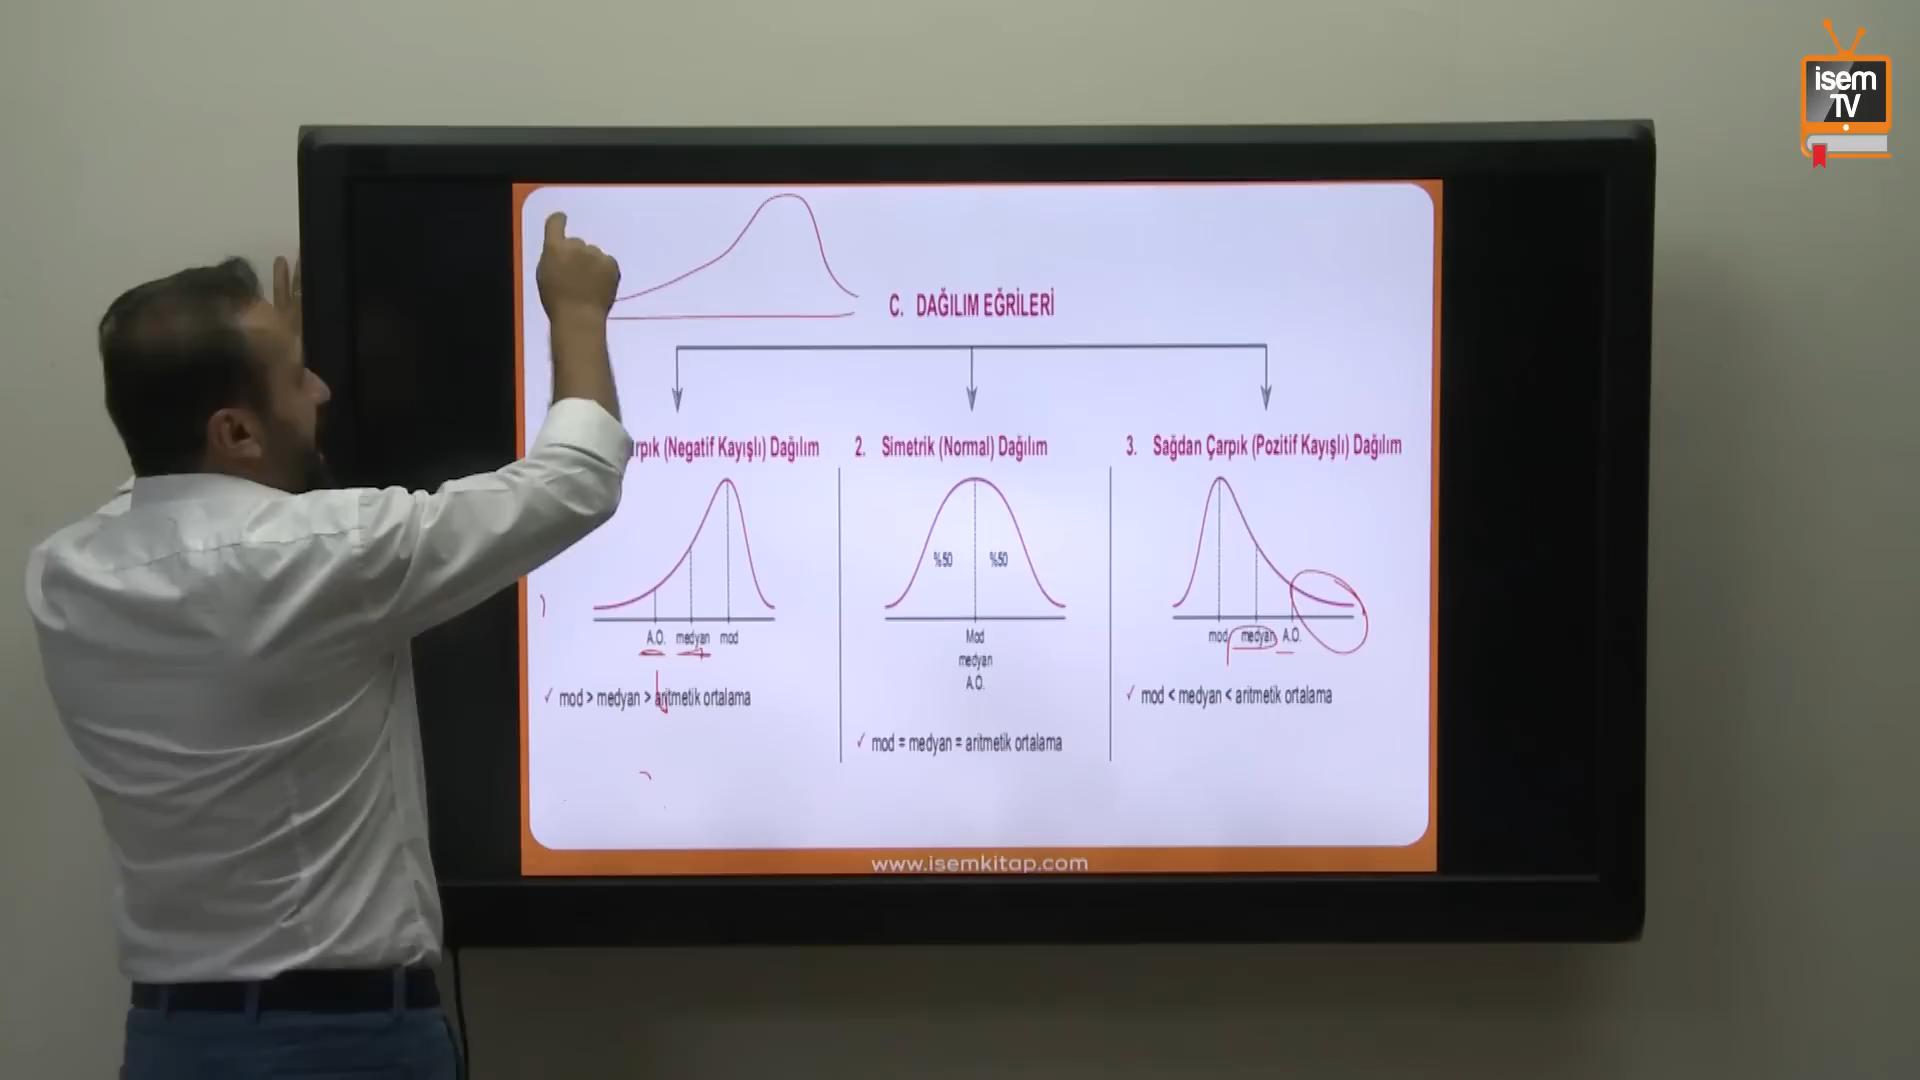 isem
TV
C. DAĞILIM EĞRİLERİ
(Negatif Kayışlı) Dağılım
2. Simetrik (Normal) Dağılım
3. Sağdan Çarpık (Pozitif Kayışlı) Dağılım
%50 %50
A.O. medyan mod
Mod
medyan
A.O.
mod medyan A.O.
✓ mod > medyan > aritmetik ortalama
✓ mod = medyan = aritmetik ortalama
✓ mod < medyan < aritmetik ortalama
www.isemkitap.com